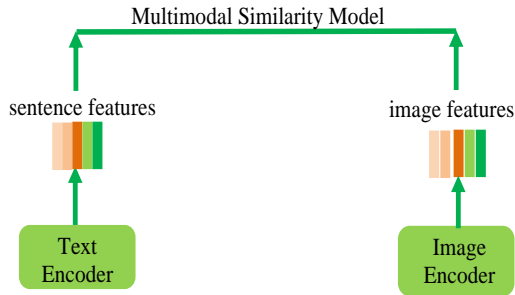 Multimodal Similarity Model
sentence features
image features
Text
Encoder
Image
Encoder